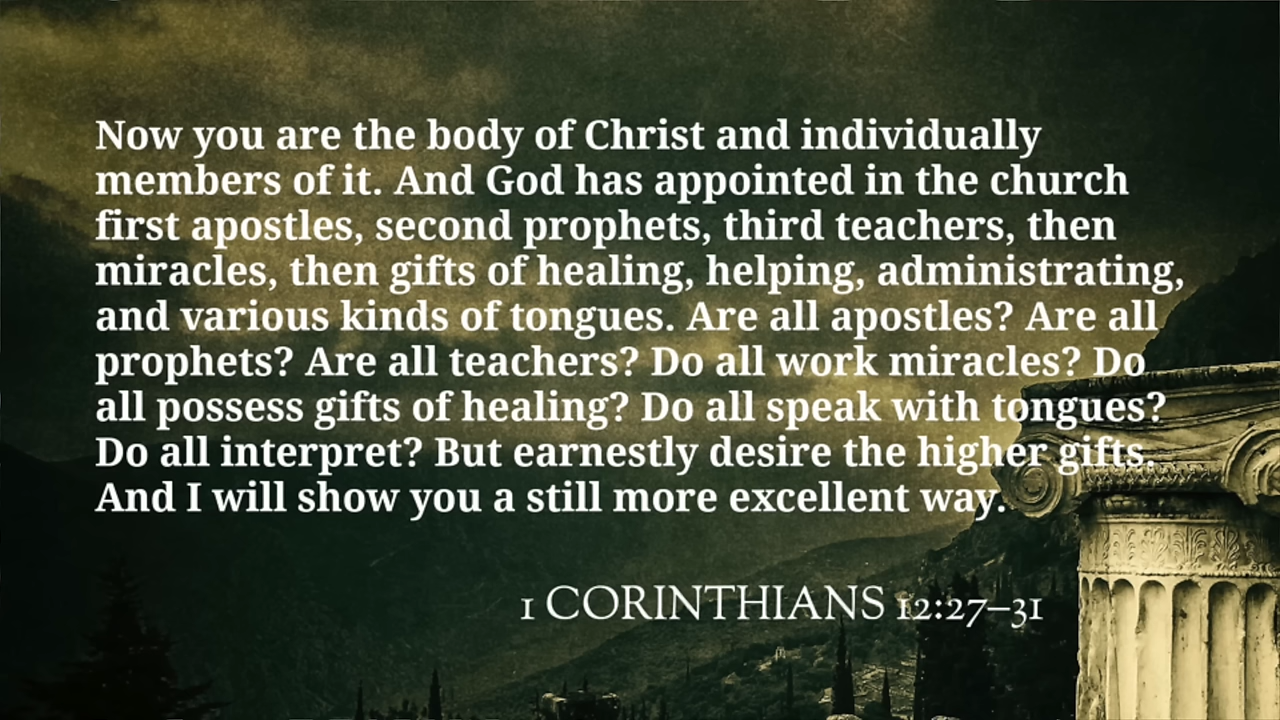 Now you are the body of Christ and individually
members of it. And God has appointed in the church
first apostles, second prophets, third teachers, then
miracles, then gifts of healing, helping, administrating,
and various kinds of tongues. Are all apostles? Are all
prophets? Are all teachers? Do all work miracles? Do
all possess gifts of healing? Do all speak with tongues?
Do all interpret? But earnestly desire the higher gifts.
And I will show you a still more excellent way.
1 CORINTHIANS 12:27–31